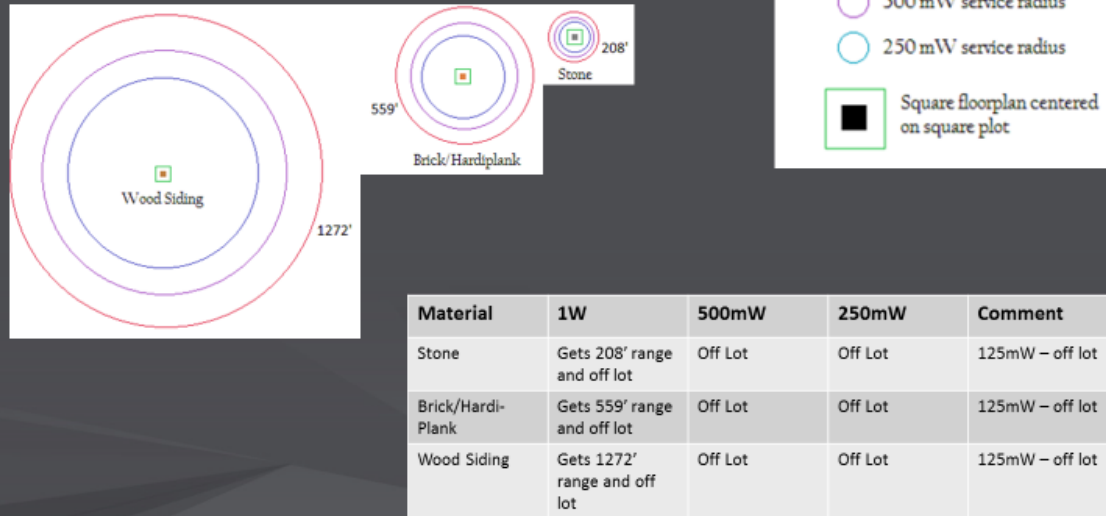 500 mW service radius
250 mW service radius
Square floorplan centered
on square plot
208'
Stone
559'
Brick/Hardiplank
Wood Siding
1272'
Material 1W 500mW 250mW Comment
Stone Gets 208' range and off lot Off Lot Off Lot 125mW – off lot
Brick/Hardi-Plank Gets 559' range and off lot Off Lot Off Lot 125mW – off lot
Wood Siding Gets 1272' range and off lot Off Lot Off Lot 125mW – off lot